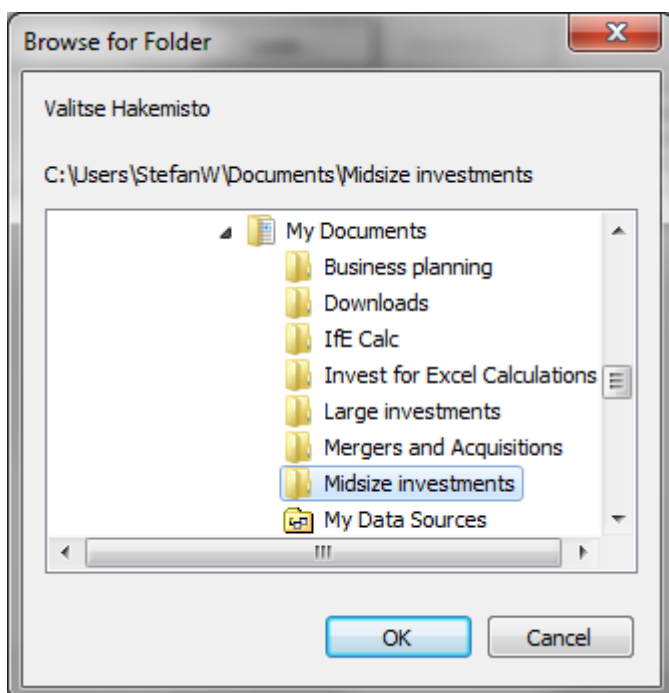 Browse for Folder
Valitse Hakemisto
C:\Users\StefanW\Documents\Midsize investments
My Documents
Business planning
Downloads
IfE Calc
Invest for Excel Calculations
Large investments
Mergers and Acquisitions
Midsize investments
My Data Sources
OK Cancel